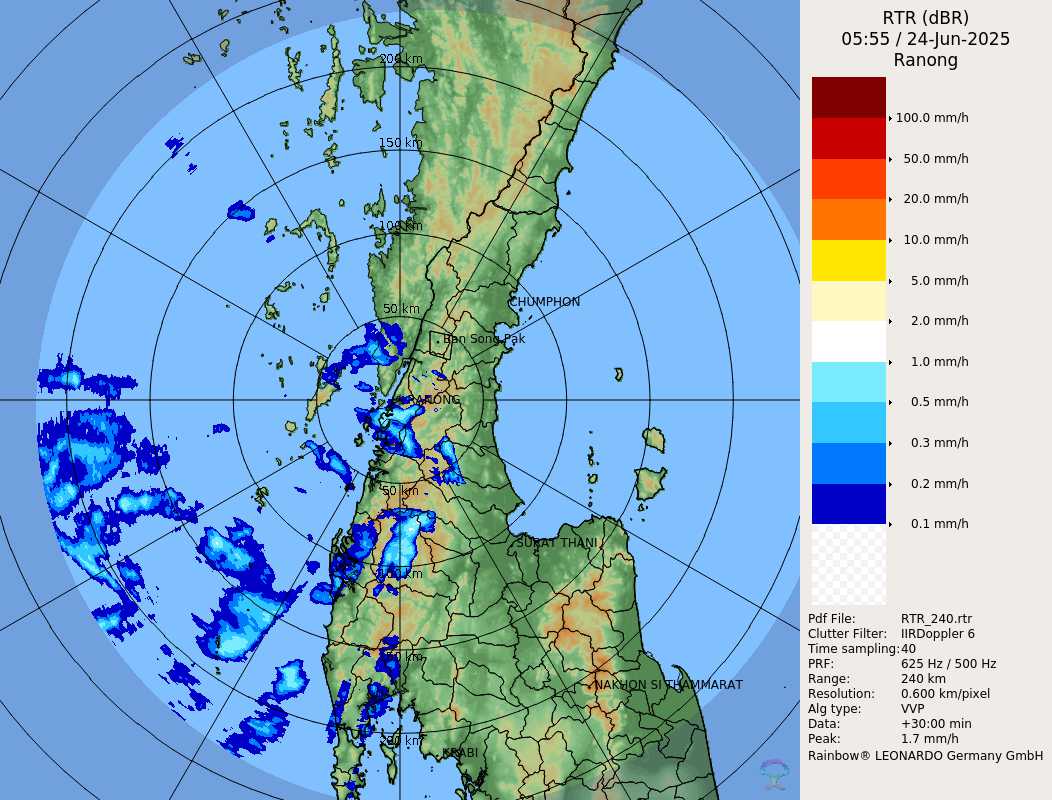 RTR (dBR)
05:55 / 24-Jun-2025
Ranong
100.0 mm/h
50.0 mm/h
20.0 mm/h
10.0 mm/h
5.0 mm/h
2.0 mm/h
1.0 mm/h
0.5 mm/h
0.3 mm/h
0.2 mm/h
0.1 mm/h
Pdf File: RTR_240.rtr
Clutter Filter: IIRDoppler 6
Time sampling:40
PRF: 625 Hz / 500 Hz
Range: 240 km
Resolution: 0.600 km/pixel
Alg type: VVP
Data: +30:00 min
Peak: 1.7 mm/h
Rainbow® LEONARDO Germany GmbH
200 km
150 km
100 km
50 km
CHUMPHON
Ban Song Pak
RANONG
50 km
SURAT THANI
100 km
150 km
NAKHON SI THAMMARAT
200 km
KRABI